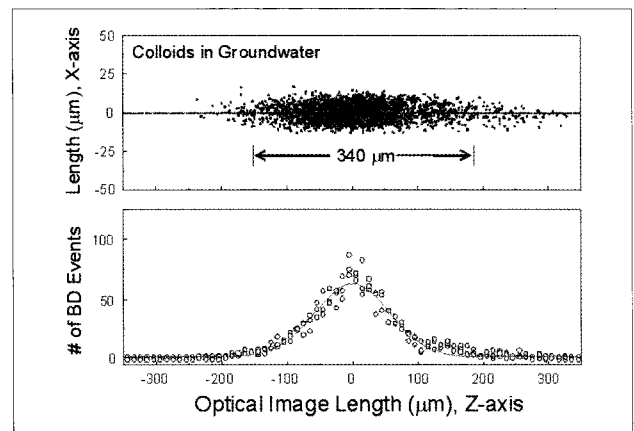 50
Colloids in Groundwater
25
0
-25
-50
340 μm
Length (μm), X-axis
100
50
0
# of BD Events
-300 -200 -100 0 100 200 300
Optical Image Length (μm), Z-axis